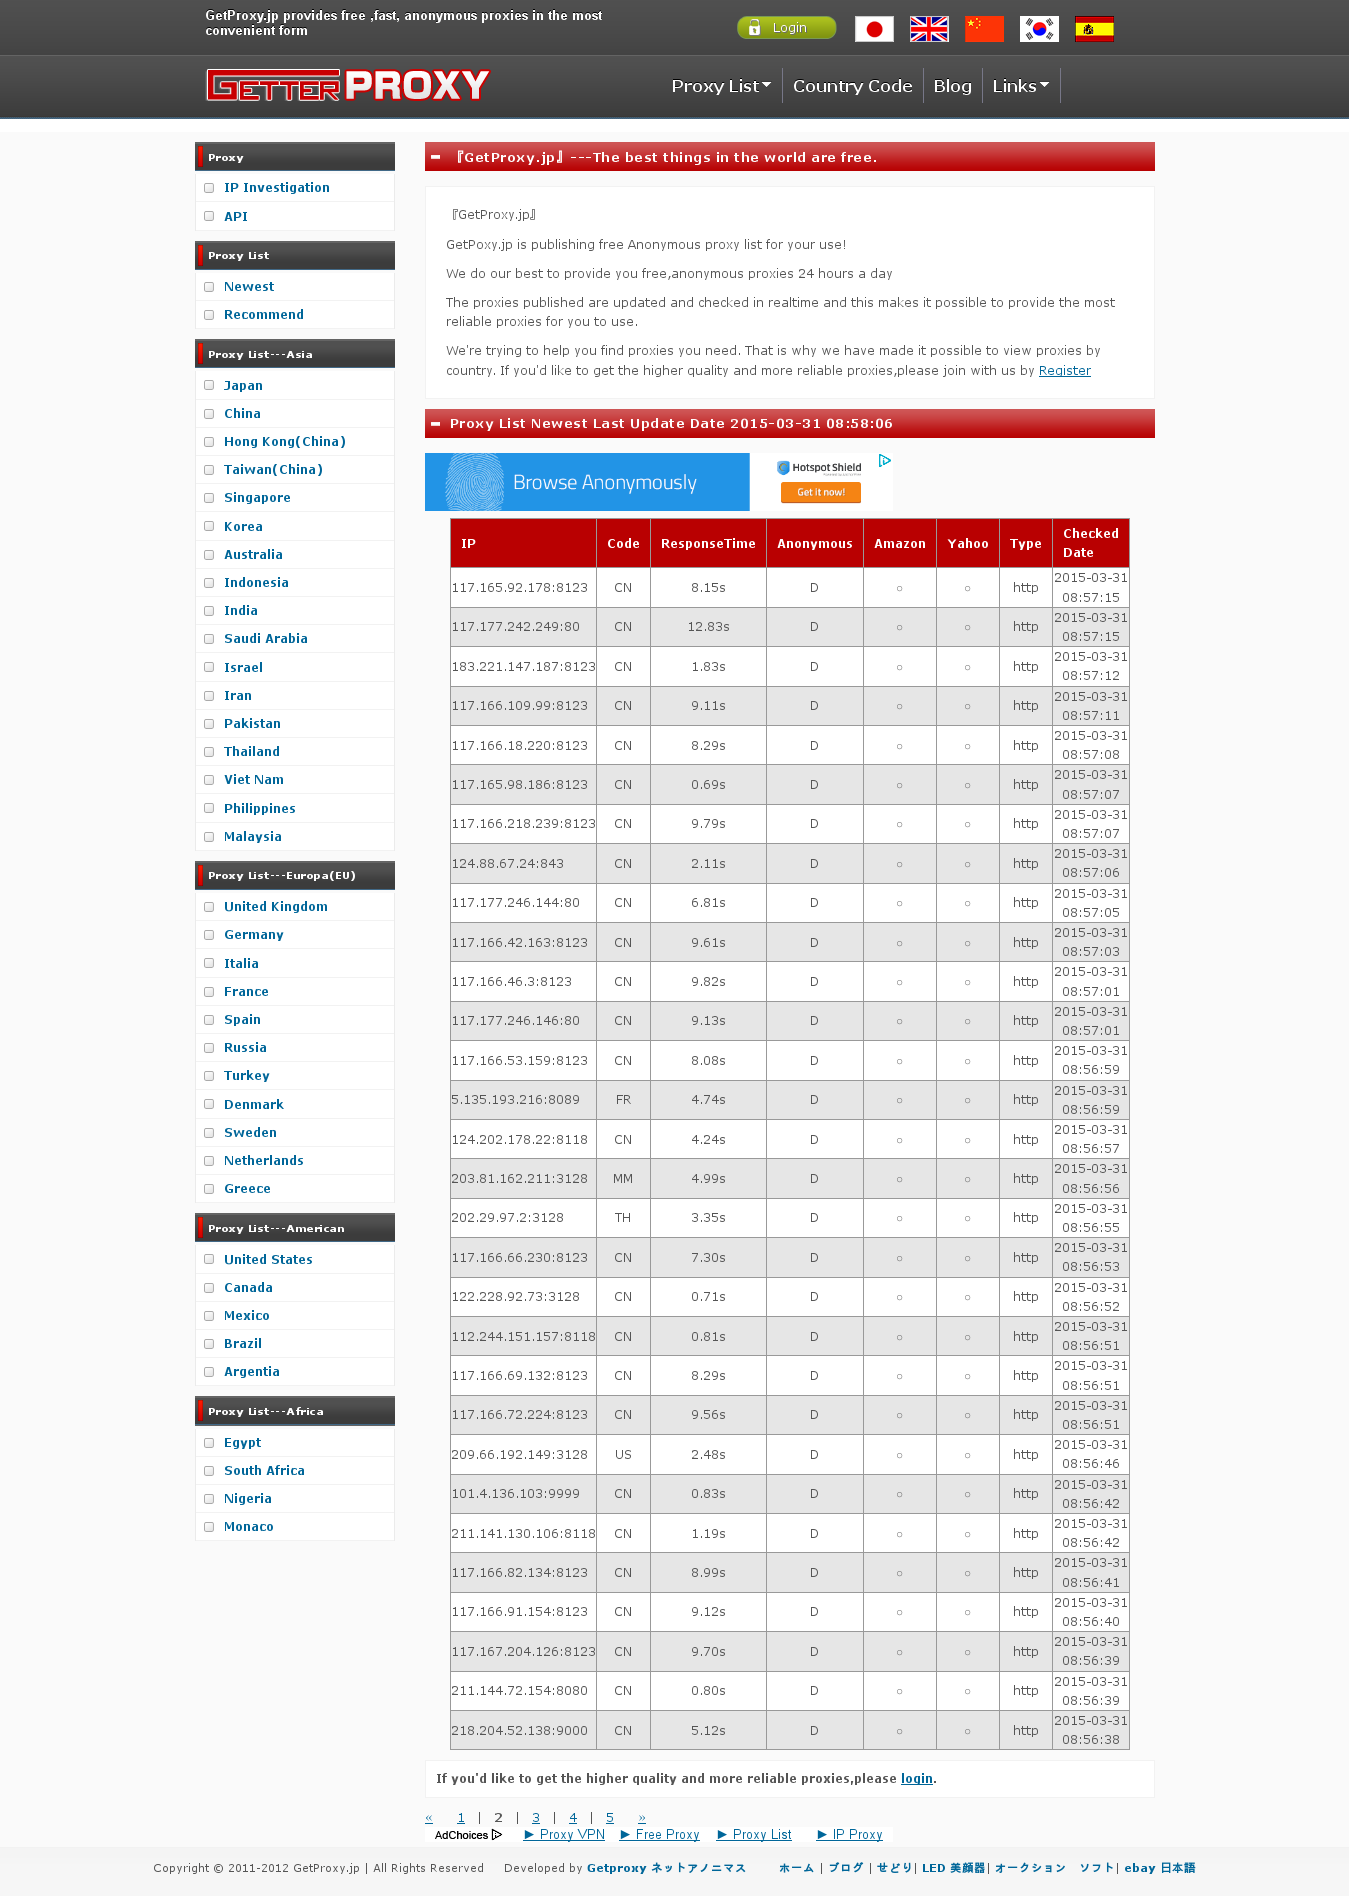 GetProxy.jp provides free ,fast, anonymous proxies in the most
convenient form
Login
GETTERPROXY
Proxy List
Country Code
Blog
Links
Proxy
IP Investigation
API
Proxy List
Newest
Recommend
Proxy List---Asia
Japan
China
Hong Kong(China)
Taiwan(China)
Singapore
Korea
Australia
Indonesia
India
Saudi Arabia
Israel
Iran
Pakistan
Thailand
Viet Nam
Philippines
Malaysia
Proxy List---Europa(EU)
United Kingdom
Germany
Italia
France
Spain
Russia
Turkey
Denmark
Sweden
Netherlands
Greece
Proxy List---American
United States
Canada
Mexico
Brazil
Argentia
Proxy List---Africa
Egypt
South Africa
Nigeria
Monaco
『GetProxy.jp』---The best things in the world are free.
『GetProxy.jp』
GetPoxy.jp is publishing free Anonymous proxy list for your use!
We do our best to provide you free,anonymous proxies 24 hours a day
The proxies published are updated and checked in realtime and this makes it possible to provide the most
reliable proxies for you to use.
We're trying to help you find proxies you need. That is why we have made it possible to view proxies by
country. If you'd like to get the higher quality and more reliable proxies,please join with us by Register
Proxy List Newest Last Update Date 2015-03-31 08:58:06
Browse Anonymously
Hotspot Shield
Get it now!
IP Code ResponseTime Anonymous Amazon Yahoo Type Checked Date
117.165.92.178:8123 CN 8.15s D ○ ○ http 2015-03-31 08:57:15
117.177.242.249:80 CN 12.83s D ○ ○ http 2015-03-31 08:57:15
183.221.147.187:8123 CN 1.83s D ○ ○ http 2015-03-31 08:57:12
117.166.109.99:8123 CN 9.11s D ○ ○ http 2015-03-31 08:57:11
117.166.18.220:8123 CN 8.29s D ○ ○ http 2015-03-31 08:57:08
117.165.98.186:8123 CN 0.69s D ○ ○ http 2015-03-31 08:57:07
117.166.218.239:8123 CN 9.79s D ○ ○ http 2015-03-31 08:57:07
124.88.67.24:843 CN 2.11s D ○ ○ http 2015-03-31 08:57:06
117.177.246.144:80 CN 6.81s D ○ ○ http 2015-03-31 08:57:05
117.166.42.163:8123 CN 9.61s D ○ ○ http 2015-03-31 08:57:03
117.166.46.3:8123 CN 9.82s D ○ ○ http 2015-03-31 08:57:01
117.177.246.146:80 CN 9.13s D ○ ○ http 2015-03-31 08:57:01
117.166.53.159:8123 CN 8.08s D ○ ○ http 2015-03-31 08:56:59
5.135.193.216:8089 FR 4.74s D ○ ○ http 2015-03-31 08:56:59
124.202.178.22:8118 CN 4.24s D ○ ○ http 2015-03-31 08:56:57
203.81.162.211:3128 MM 4.99s D ○ ○ http 2015-03-31 08:56:56
202.29.97.2:3128 TH 3.35s D ○ ○ http 2015-03-31 08:56:55
117.166.66.230:8123 CN 7.30s D ○ ○ http 2015-03-31 08:56:53
122.228.92.73:3128 CN 0.71s D ○ ○ http 2015-03-31 08:56:52
112.244.151.157:8118 CN 0.81s D ○ ○ http 2015-03-31 08:56:51
117.166.69.132:8123 CN 8.29s D ○ ○ http 2015-03-31 08:56:51
117.166.72.224:8123 CN 9.56s D ○ ○ http 2015-03-31 08:56:51
209.66.192.149:3128 US 2.48s D ○ ○ http 2015-03-31 08:56:46
101.4.136.103:9999 CN 0.83s D ○ ○ http 2015-03-31 08:56:42
211.141.130.106:8118 CN 1.19s D ○ ○ http 2015-03-31 08:56:42
117.166.82.134:8123 CN 8.99s D ○ ○ http 2015-03-31 08:56:41
117.166.91.154:8123 CN 9.12s D ○ ○ http 2015-03-31 08:56:40
117.167.204.126:8123 CN 9.70s D ○ ○ http 2015-03-31 08:56:39
211.144.72.154:8080 CN 0.80s D ○ ○ http 2015-03-31 08:56:39
218.204.52.138:9000 CN 5.12s D ○ ○ http 2015-03-31 08:56:38
If you'd like to get the higher quality and more reliable proxies,please login.
« 1 | 2 | 3 | 4 | 5 »
AdChoices ► Proxy VPN ► Free Proxy ► Proxy List ► IP Proxy
Copyright © 2011-2012 GetProxy.jp | All Rights Reserved Developed by Getproxy ネットアノニマス ホーム | ブログ | せどり| LED 美顔器| オークション ソフト| ebay 日本語